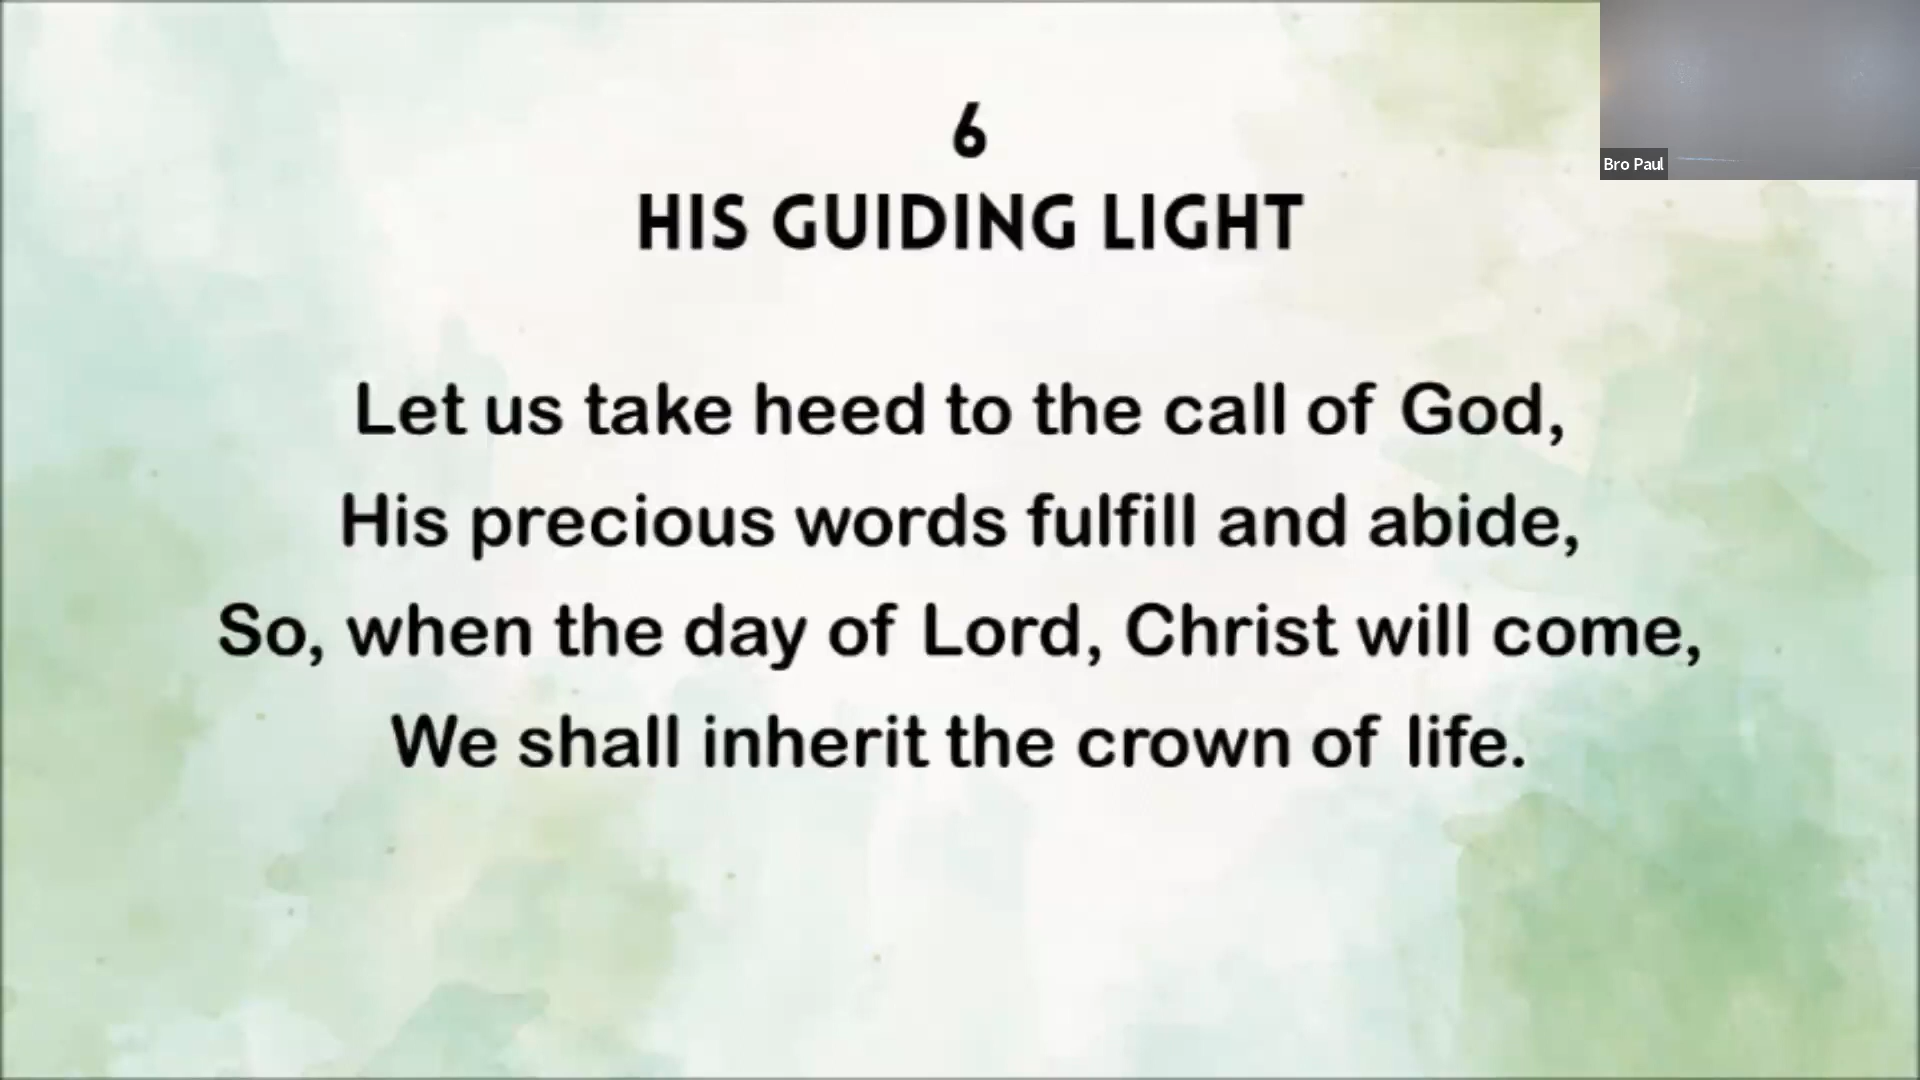 6
HIS GUIDING LIGHT
Let us take heed to the call of God,
His precious words fulfill and abide,
So, when the day of Lord, Christ will come,
We shall inherit the crown of life.
Bro Paul